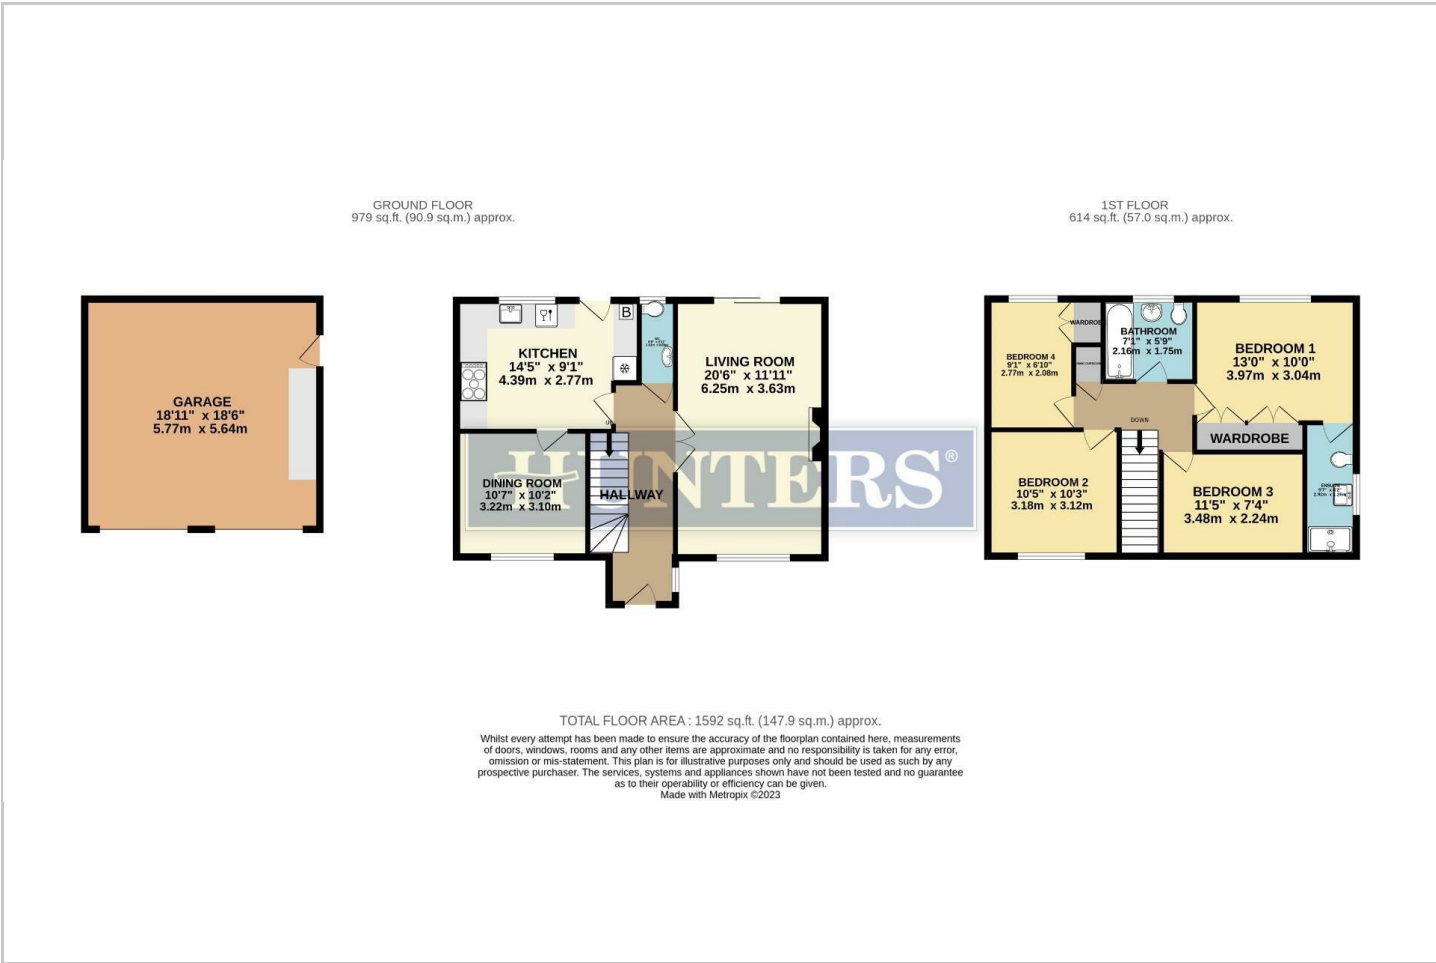 GROUND FLOOR
979 sq.ft. (90.9 sq.m.) approx.
1ST FLOOR
614 sq.ft. (57.0 sq.m.) approx.
GARAGE
18'11" x 18'6"
5.77m x 5.64m
KITCHEN
14'5" x 9'1"
4.39m x 2.77m
B
LIVING ROOM
20'6" x 11'11"
6.25m x 3.63m
DINING ROOM
10'7" x 10'2"
3.22m x 3.10m
HALLWAY
HUNTERS®
BEDROOM 4
9'1" x 6'10"
2.77m x 2.08m
WARDROBE
BATHROOM
7'1" x 5'9"
2.16m x 1.75m
BEDROOM 1
13'0" x 10'0"
3.97m x 3.04m
DOWN
WARDROBE
BEDROOM 2
10'5" x 10'3"
3.18m x 3.12m
BEDROOM 3
11'5" x 7'4"
3.48m x 2.24m
ENSUITE
TOTAL FLOOR AREA : 1592 sq.ft. (147.9 sq.m.) approx.
Whilst every attempt has been made to ensure the accuracy of the floorplan contained here, measurements
of doors, windows, rooms and any other items are approximate and no responsibility is taken for any error,
omission or mis-statement. This plan is for illustrative purposes only and should be used as such by any
prospective purchaser. The services, systems and appliances shown have not been tested and no guarantee
as to their operability or efficiency can be given.
Made with Metropix ©2023